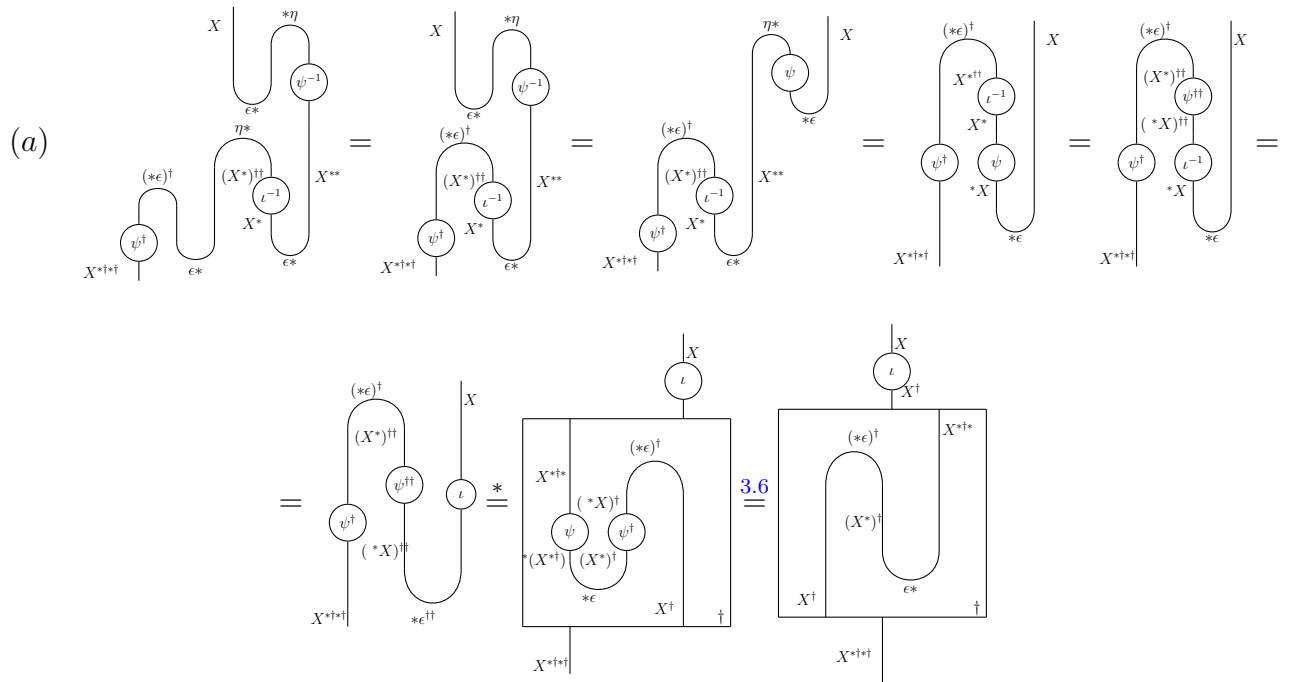 (a)
X
∗η
ψ⁻¹
ϵ∗
η∗
(∗ϵ)†
(X*)††
ι⁻¹
X*
X**
ψ†
ϵ∗
ϵ∗
X*†*†
=
X
∗η
ψ⁻¹
ϵ∗
(∗ϵ)†
(X*)††
ι⁻¹
X*
X**
ψ†
ϵ∗
X*†*†
=
η∗
X
ψ
∗ϵ
(∗ϵ)†
(X*)††
ι⁻¹
X*
X**
ψ†
ϵ∗
X*†*†
=
(∗ϵ)†
X
X*††
ι⁻¹
X*
ψ†
ψ
*X
∗ϵ
X*†*†
=
(∗ϵ)†
X
(X*)††
ψ††
(*X)††
ψ†
ι⁻¹
*X
∗ϵ
X*†*†
=
=
(∗ϵ)†
X
(X*)††
ψ††
ι
ψ†
(*X)††
∗ϵ††
X*†*†
*
=
X
ι
(∗ϵ)†
X*†*
(*X)†
ψ
ψ†
*(X*†)
(X*)†
∗ϵ
X†
†
X*†*†
3.6
=
X
ι
X†
(∗ϵ)†
X*†*
(X*)†
ϵ∗
X†
†
X*†*†